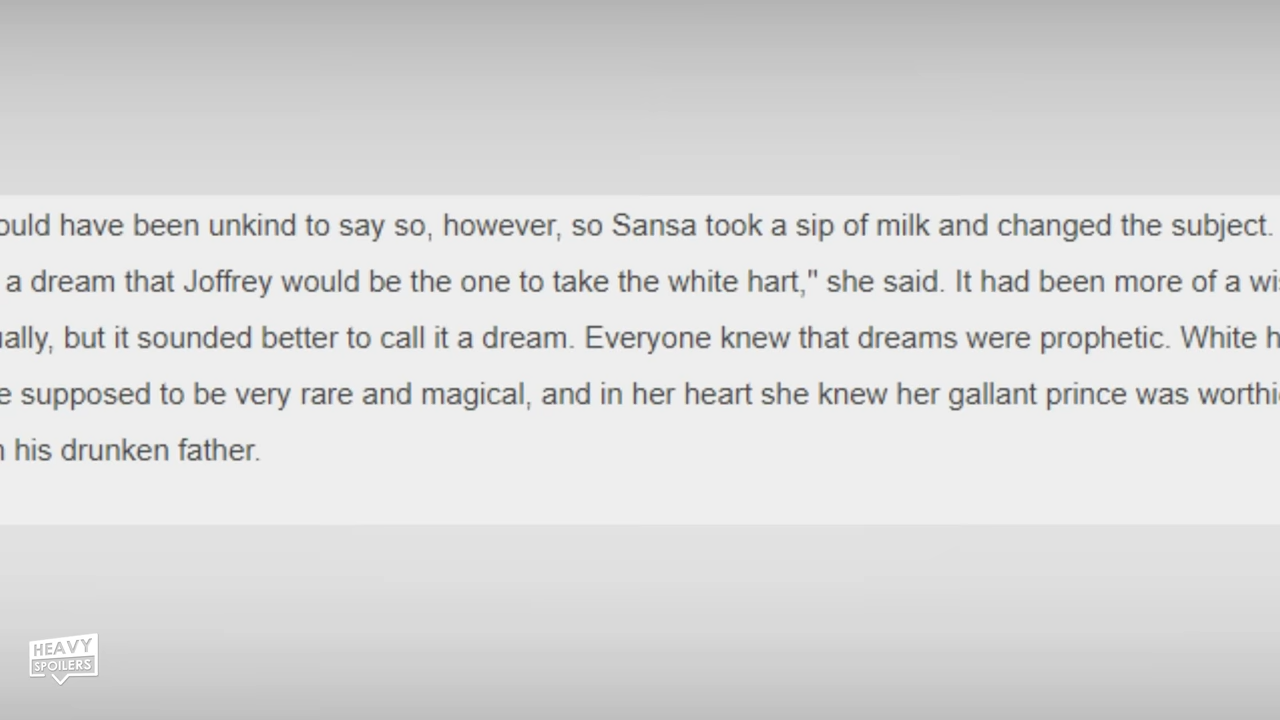 ould have been unkind to say so, however, so Sansa took a sip of milk and changed the subject.
a dream that Joffrey would be the one to take the white hart," she said. It had been more of a wis
ually, but it sounded better to call it a dream. Everyone knew that dreams were prophetic. White h
e supposed to be very rare and magical, and in her heart she knew her gallant prince was worthi
his drunken father.
HEAVY
SPOILERS